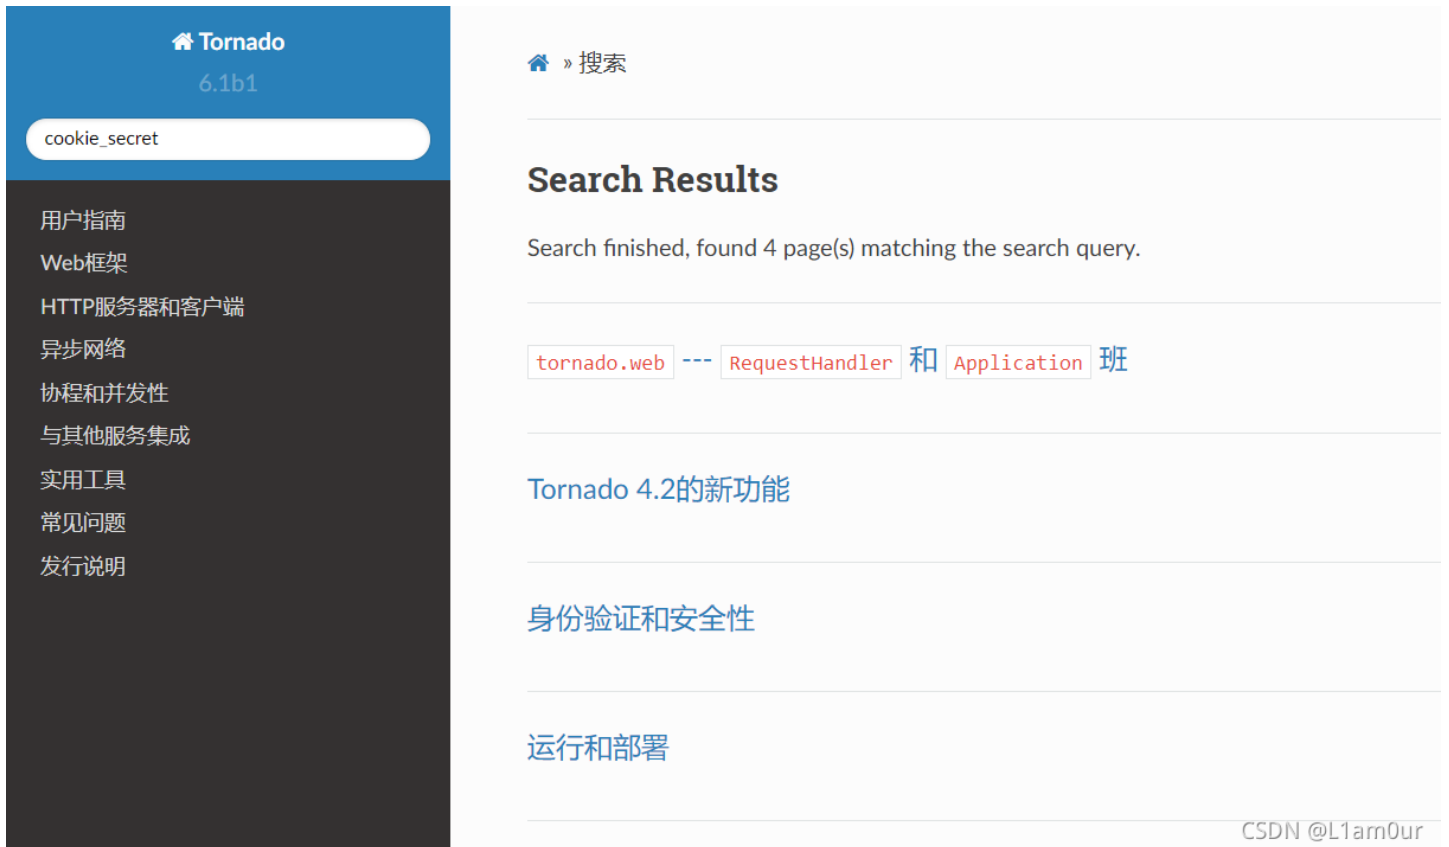 Tornado
6.1b1
cookie_secret
用户指南
Web框架
HTTP服务器和客户端
异步网络
协程和并发性
与其他服务集成
实用工具
常见问题
发行说明
» 搜索
Search Results
Search finished, found 4 page(s) matching the search query.
tornado.web --- RequestHandler 和 Application 班
Tornado 4.2的新功能
身份验证和安全性
运行和部署
CSDN @L1am0ur